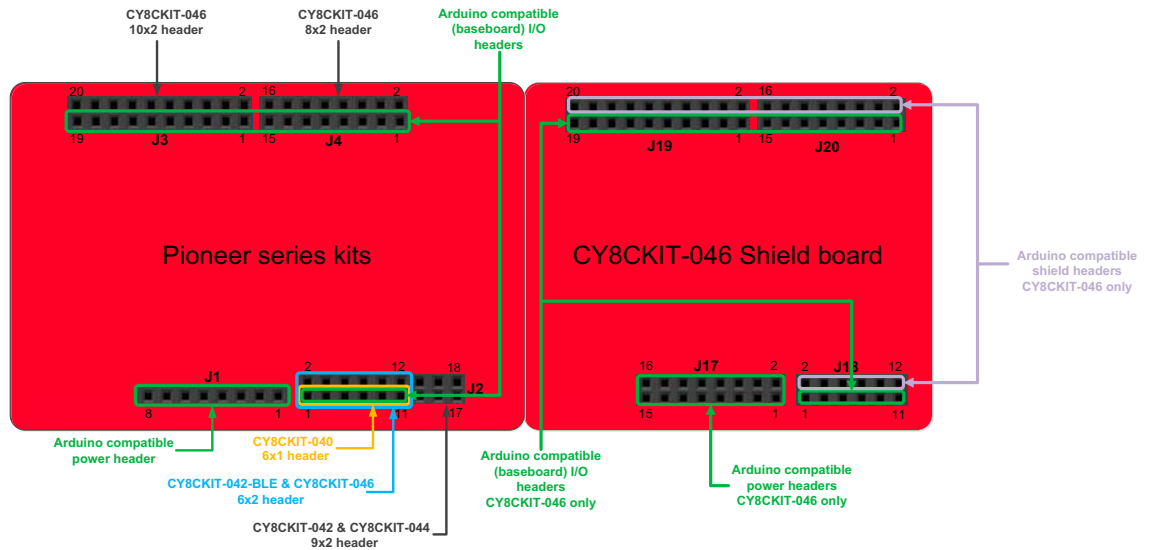 CY8CKIT-046
10x2 header
CY8CKIT-046
8x2 header
Arduino compatible
(baseboard) I/O
headers
20 2 16 2
19 J3 1 15 J4 1
20 2 16 2
19 J19 1 15 J20 1
Pioneer series kits
CY8CKIT-046 Shield board
Arduino compatible
shield headers
CY8CKIT-046 only
J1
8 1
2 12 18
J2
1 11 17
16 J17 2
15 1
2 J18 12
1 11
Arduino compatible
power header
CY8CKIT-040
6x1 header
CY8CKIT-042-BLE & CY8CKIT-046
6x2 header
CY8CKIT-042 & CY8CKIT-044
9x2 header
Arduino compatible
(baseboard) I/O
headers
CY8CKIT-046 only
Arduino compatible
power headers
CY8CKIT-046 only